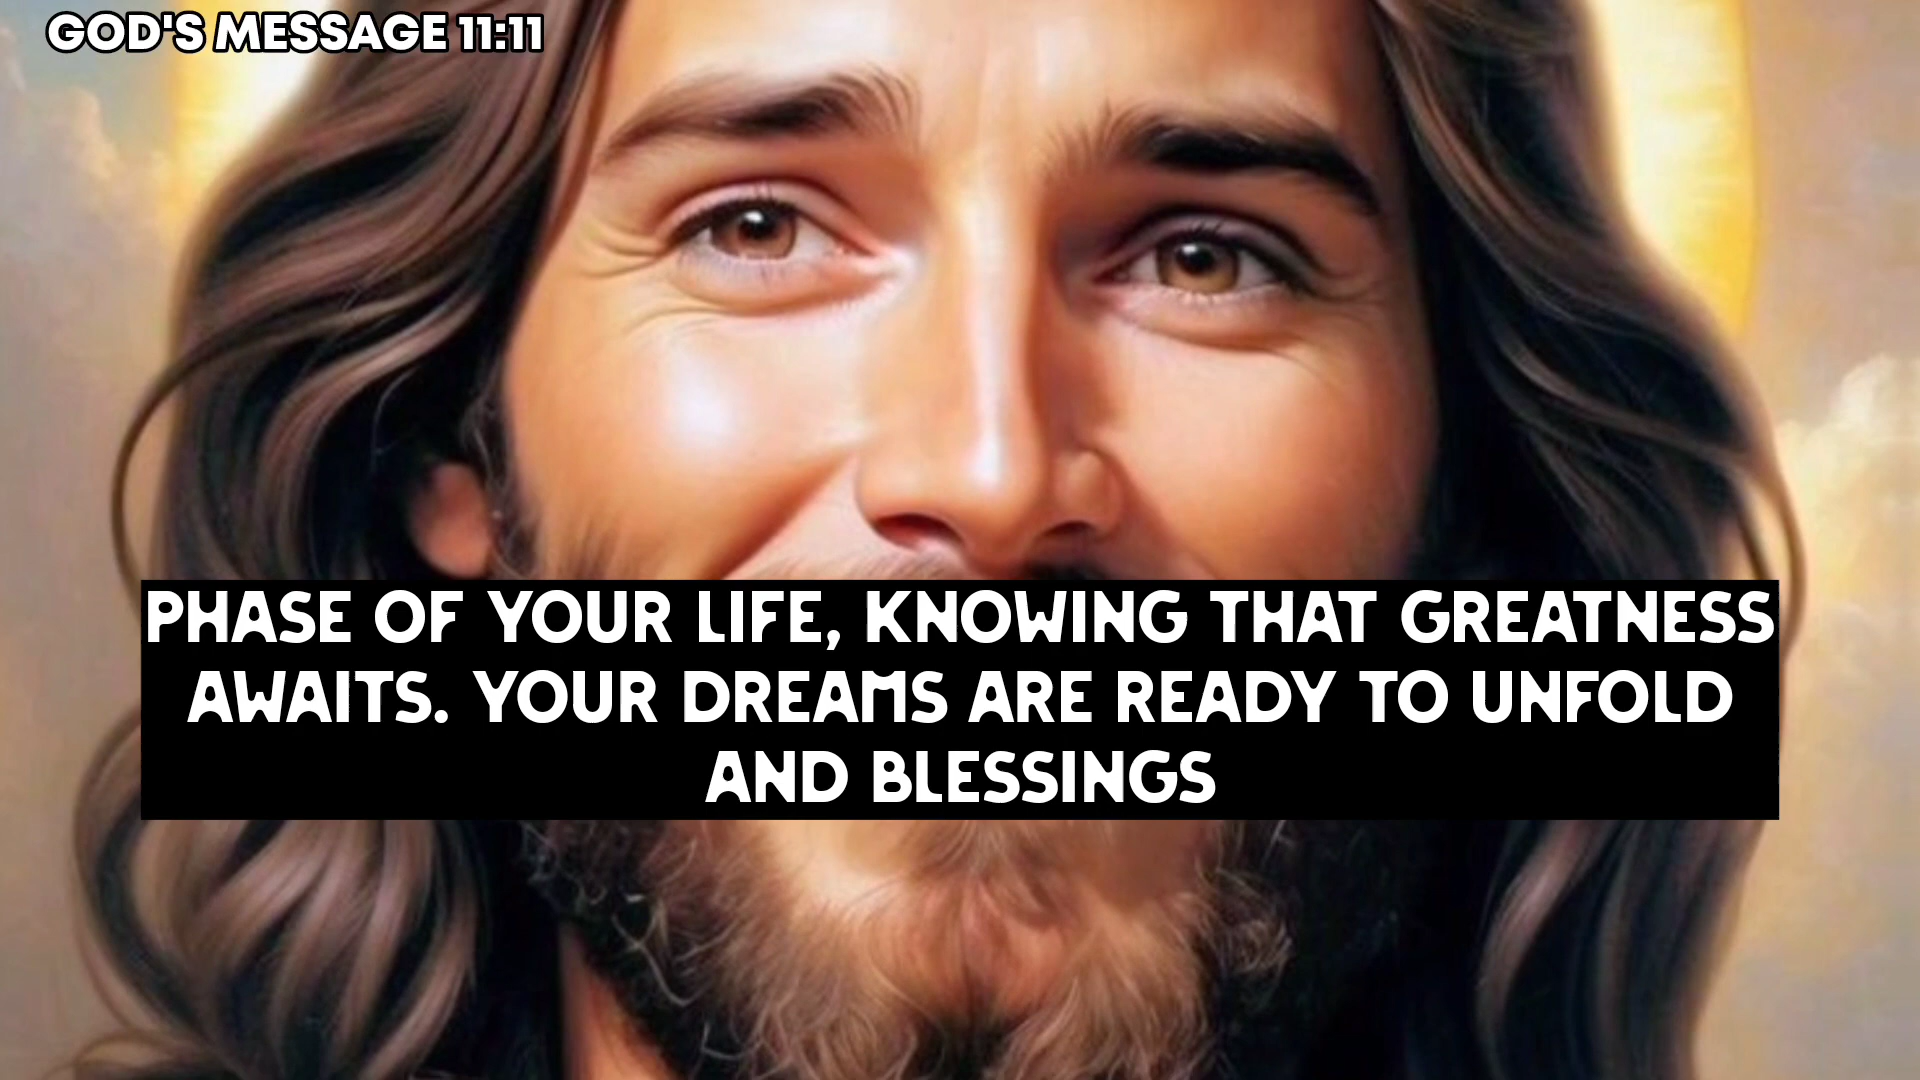 GOD'S MESSAGE 11:11
PHASE OF YOUR LIFE, KNOWING THAT GREATNESS
AWAITS. YOUR DREAMS ARE READY TO UNFOLD
AND BLESSINGS